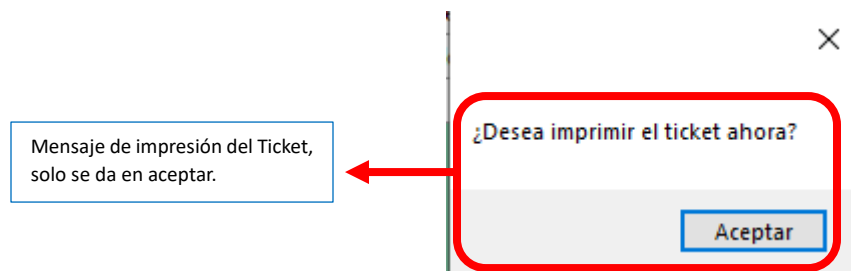 ¿Desea imprimir el ticket ahora?
Mensaje de impresión del Ticket,
solo se da en aceptar.
Aceptar